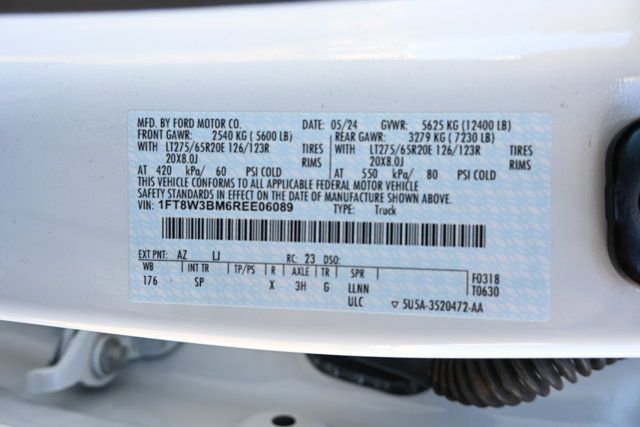 MFD. BY FORD MOTOR CO. DATE: 05/24 GVWR: 5625 KG (12400 LB)
FRONT GAWR: 2540 KG ( 5600 LB) REAR GAWR: 3279 KG ( 7230 LB)
WITH LT275/65R20E 126/123R TIRES WITH LT275/65R20E 126/123R TIRES
20X8.0J RIMS 20X8.0J RIMS
AT 420 kPa/ 60 PSI COLD AT 550 kPa/ 80 PSI COLD
THIS VEHICLE CONFORMS TO ALL APPLICABLE FEDERAL MOTOR VEHICLE
SAFETY STANDARDS IN EFFECT ON THE DATE OF MANUFACTURE SHOWN ABOVE.
VIN: 1FT8W3BM6REE06089 TYPE: Truck
EXT PNT: AZ LJ RC: 23 DSO:
WB INT TR TP/PS R AXLE TR SPR F0318
176 SP X 3H G LLNN T0630
ULC ▽ 5U5A-3520472-AA